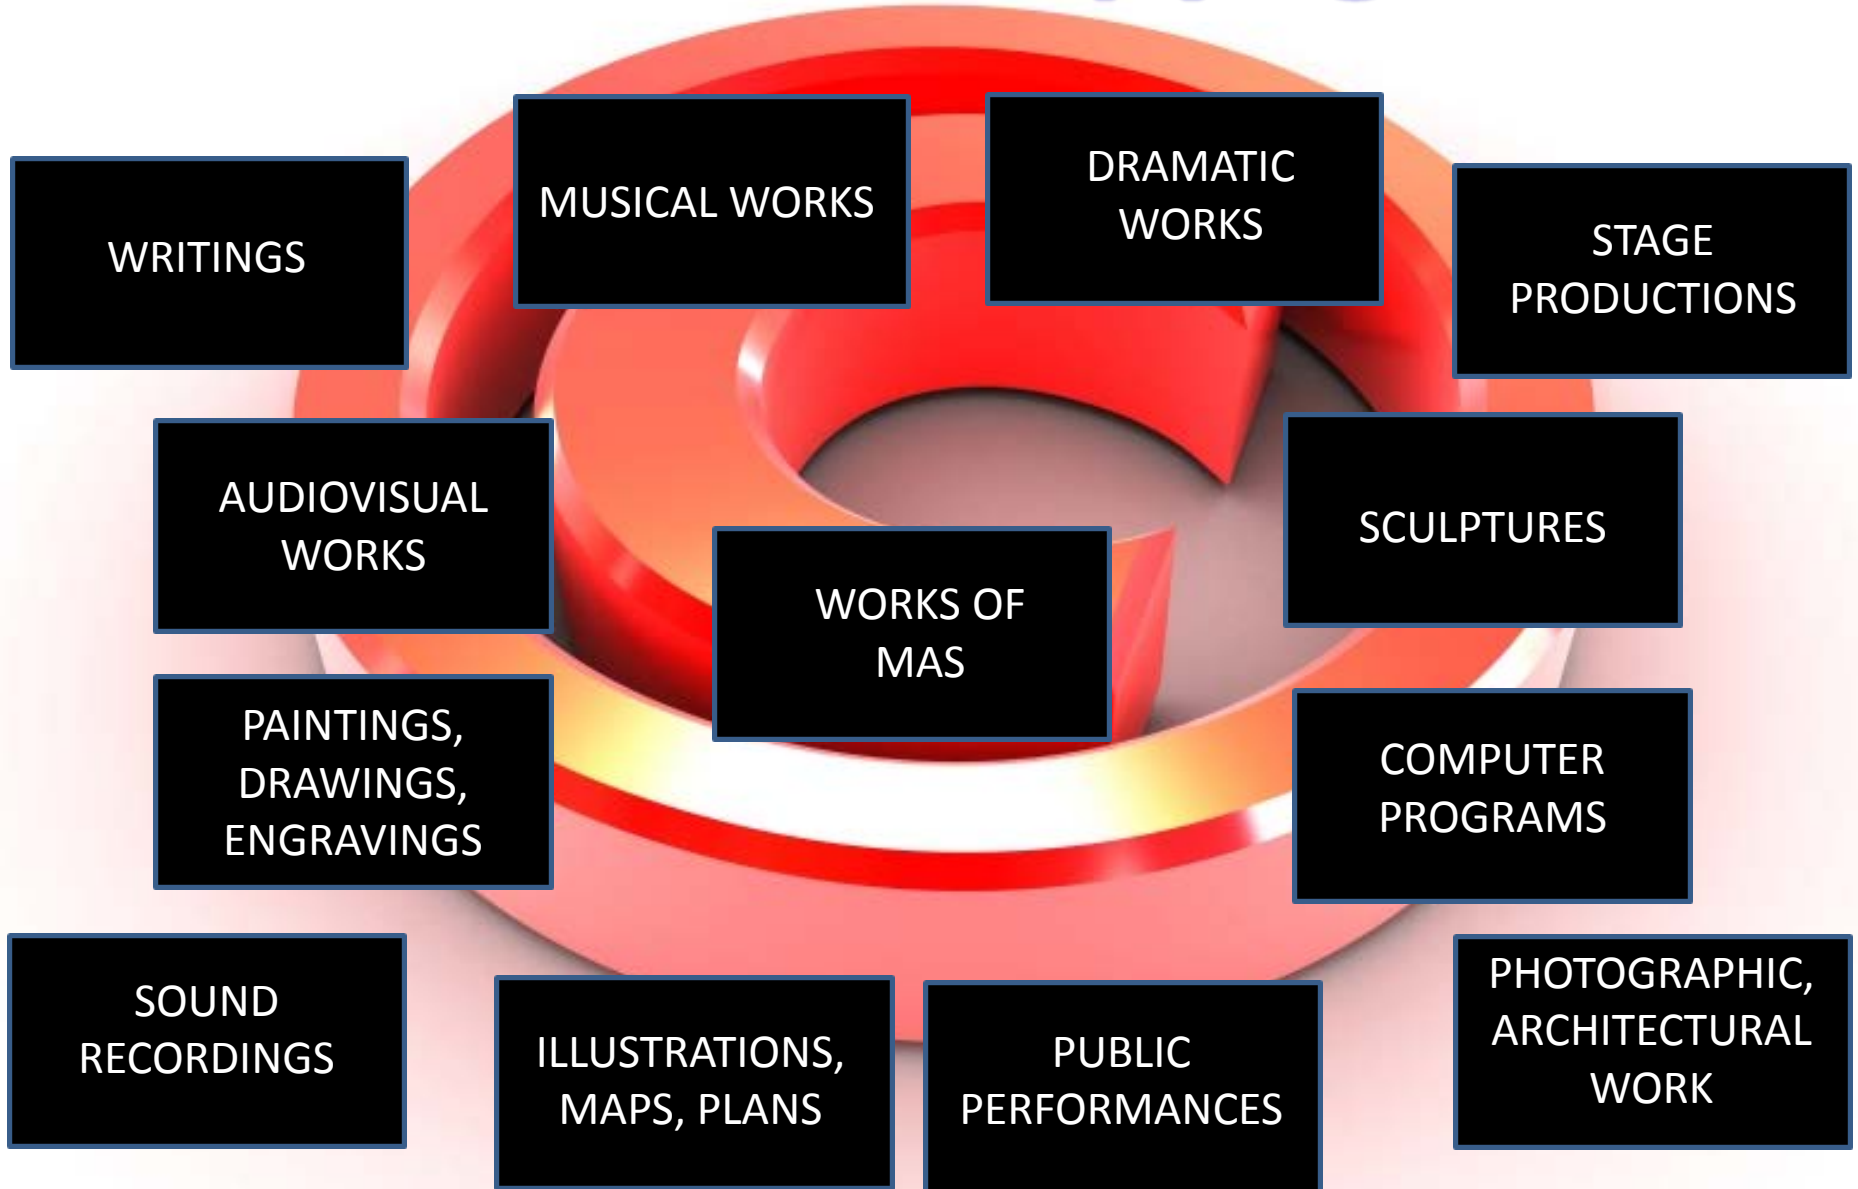 MUSICAL WORKS
DRAMATIC
WORKS
WRITINGS
STAGE
PRODUCTIONS
AUDIOVISUAL
WORKS
SCULPTURES
WORKS OF
MAS
PAINTINGS,
DRAWINGS,
ENGRAVINGS
COMPUTER
PROGRAMS
SOUND
RECORDINGS
ILLUSTRATIONS,
MAPS, PLANS
PUBLIC
PERFORMANCES
PHOTOGRAPHIC,
ARCHITECTURAL
WORK